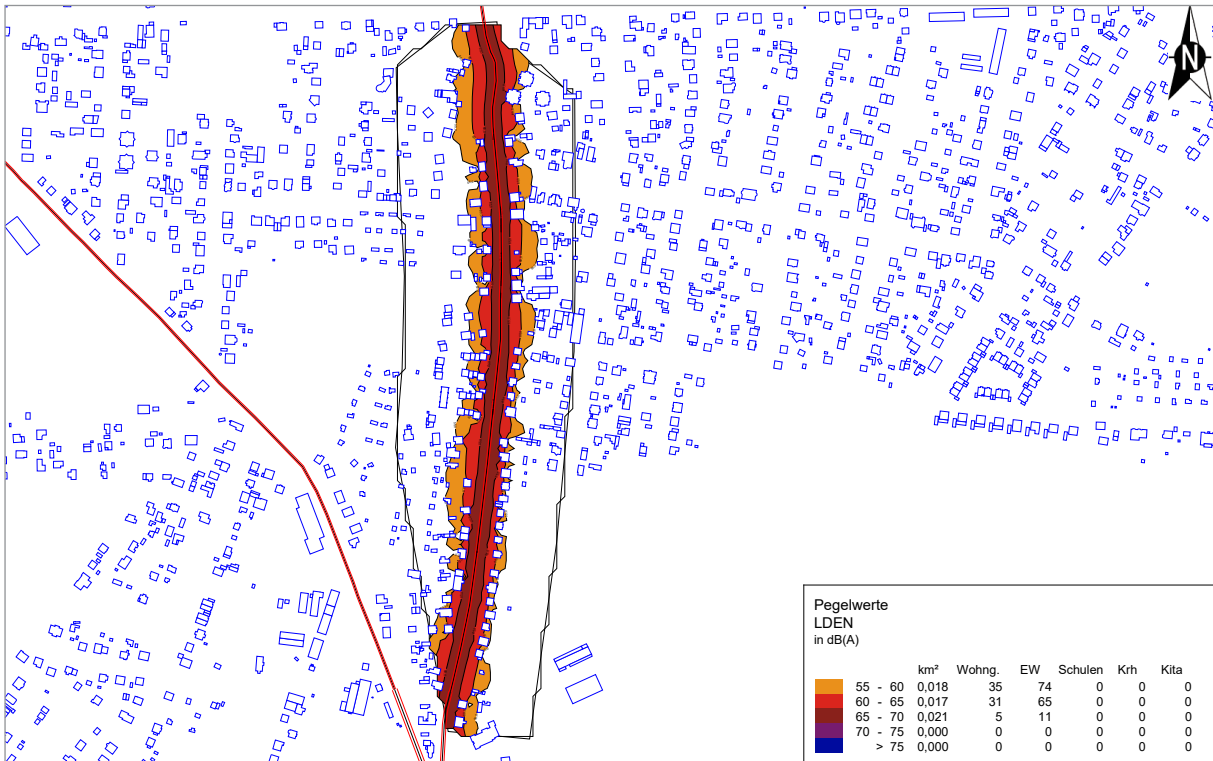 N
Pegelwerte
LDEN
in dB(A)
km² Wohng. EW Schulen Krh Kita
55 - 60 0,018 35 74 0 0 0
60 - 65 0,017 31 65 0 0 0
65 - 70 0,021 5 11 0 0 0
70 - 75 0,000 0 0 0 0 0
> 75 0,000 0 0 0 0 0